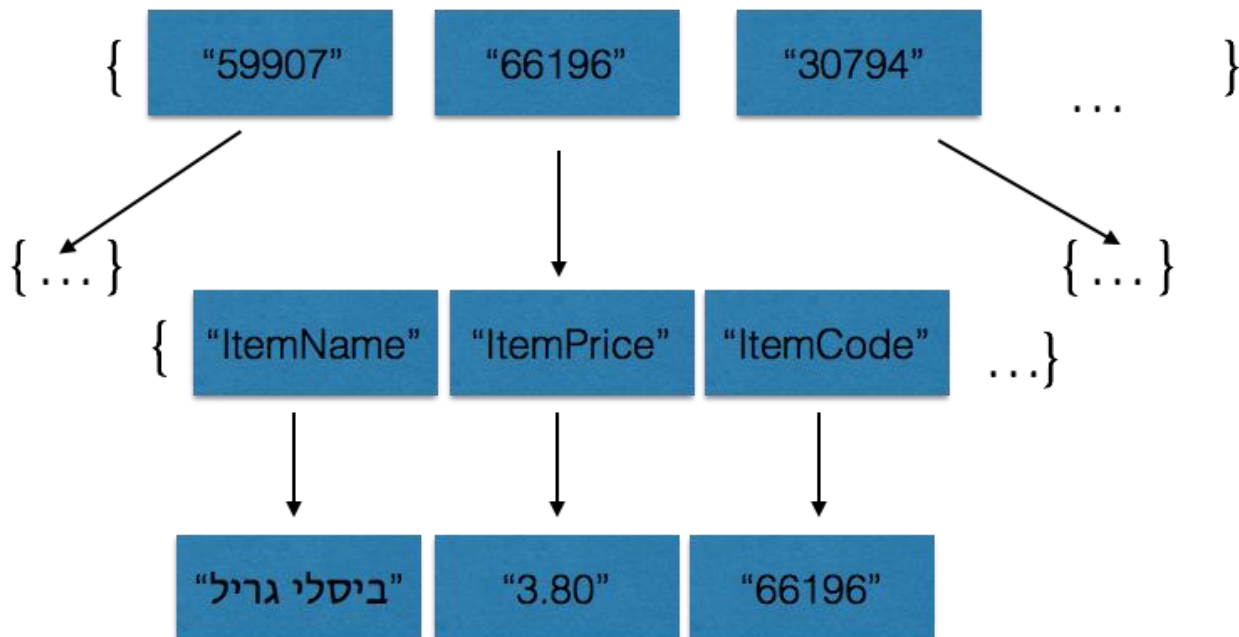 { “59907” “66196” “30794” ... }
{ ... } { ... }
{ “ItemName” “ItemPrice” “ItemCode” ... }
“ביסלי גריל” “3.80” “66196”